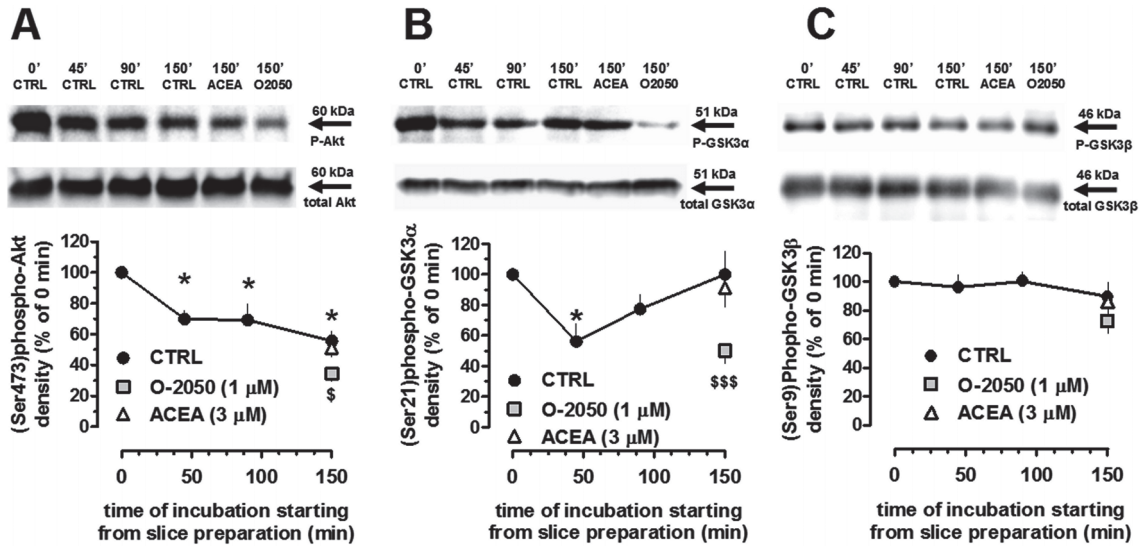 A
0' 45' 90' 150' 150' 150'
CTRL CTRL CTRL CTRL ACEA O2050
60 kDa
P-Akt
60 kDa
total Akt
(Ser473)phospho-Akt
density (% of 0 min)
120
100
80
60
40
20
0
*
*
*
CTRL
O-2050 (1 µM)
$
ACEA (3 µM)
0 50 100 150
time of incubation starting
from slice preparation (min)
B
0' 45' 90' 150' 150' 150'
CTRL CTRL CTRL CTRL ACEA O2050
51 kDa
P-GSK3α
51 kDa
total GSK3α
(Ser21)phospho-GSK3α
density (% of 0 min)
120
100
80
60
40
20
0
*
CTRL
$$$
O-2050 (1 µM)
ACEA (3 µM)
0 50 100 150
time of incubation starting
from slice preparation (min)
C
0' 45' 90' 150' 150' 150'
CTRL CTRL CTRL CTRL ACEA O2050
46 kDa
P-GSK3β
46 kDa
total GSK3β
(Ser9)Phopho-GSK3β
density (% of 0 min)
120
100
80
60
40
20
0
CTRL
O-2050 (1 µM)
ACEA (3 µM)
0 50 100 150
time of incubation starting
from slice preparation (min)